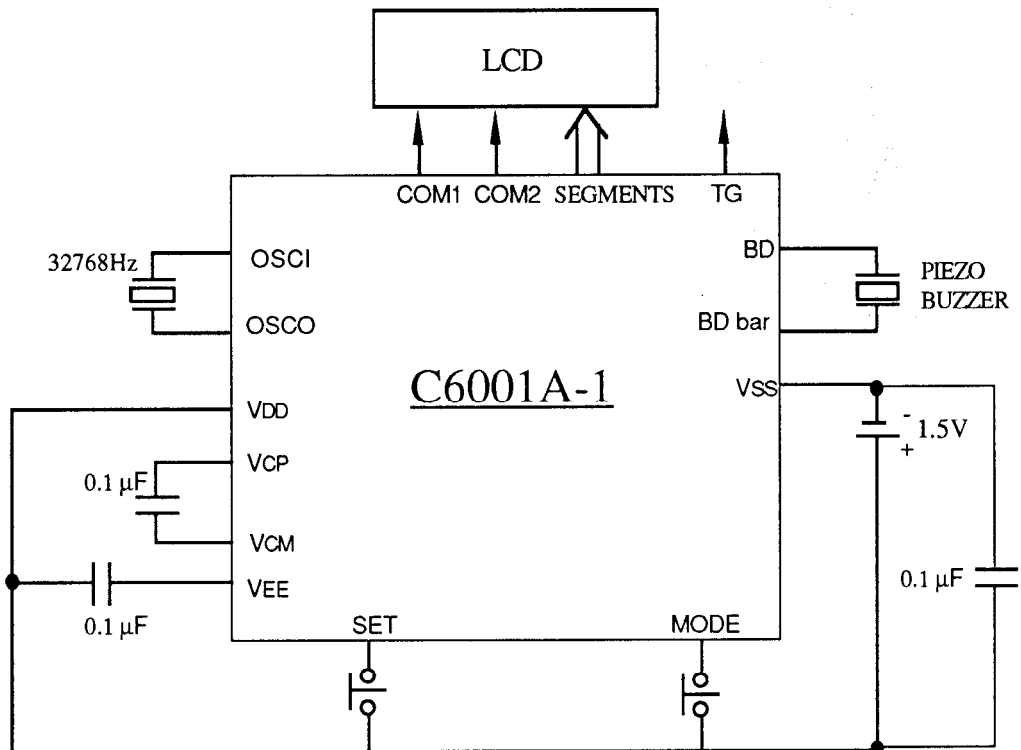 LCD
COM1 COM2 SEGMENTS TG
32768Hz
OSCI
OSCO
BD
BD bar
PIEZO
BUZZER
C6001A-1
VDD
VSS
- 1.5V
+
VCP
0.1 µF
VCM
VEE
0.1 µF
0.1 µF
SET
MODE